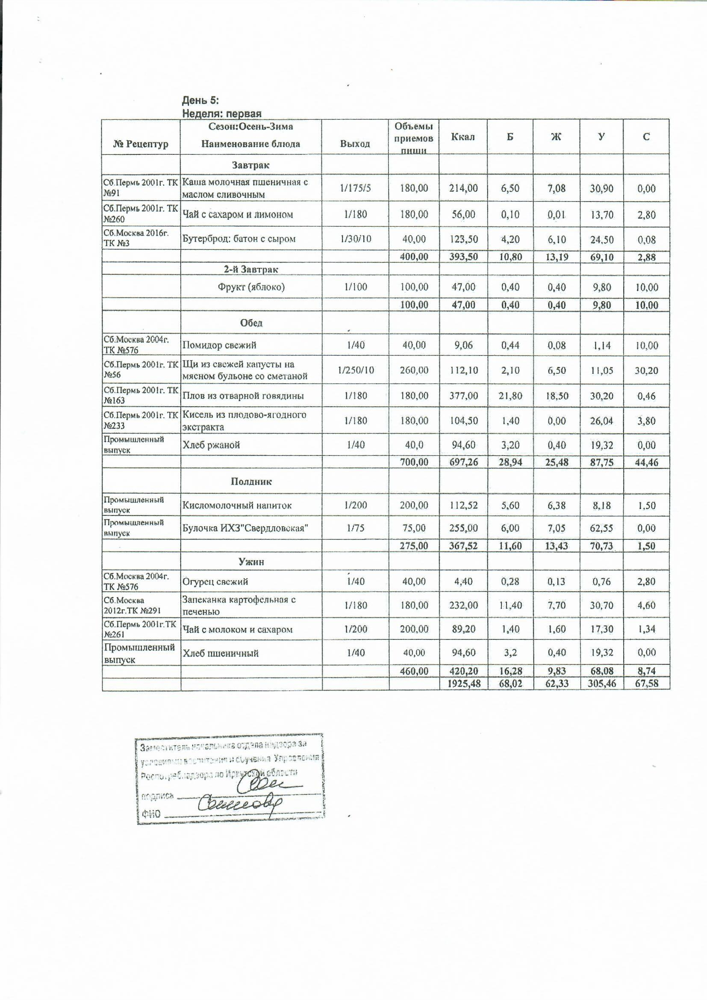 День 5:
Неделя: первая
Сезон:Осень-Зима
№ Рецептур Наименование блюда Выход Объемы приемов пищи Ккал Б Ж У С
Завтрак
Сб.Пермь 2001г. ТК №91 Каша молочная пшеничная с маслом сливочным 1/175/5 180,00 214,00 6,50 7,08 30,90 0,00
Сб.Пермь 2001г. ТК №260 Чай с сахаром и лимоном 1/180 180,00 56,00 0,10 0,01 13,70 2,80
Сб.Москва 2016г. ТК №3 Бутерброд: батон с сыром 1/30/10 40,00 123,50 4,20 6,10 24,50 0,08
400,00 393,50 10,80 13,19 69,10 2,88
2-й Завтрак
Фрукт (яблоко) 1/100 100,00 47,00 0,40 0,40 9,80 10,00
100,00 47,00 0,40 0,40 9,80 10,00
Обед
Сб.Москва 2004г. ТК №576 Помидор свежий 1/40 40,00 9,06 0,44 0,08 1,14 10,00
Сб.Пермь 2001г. ТК №56 Щи из свежей капусты на мясном бульоне со сметаной 1/250/10 260,00 112,10 2,10 6,50 11,05 30,20
Сб.Пермь 2001г. ТК №163 Плов из отварной говядины 1/180 180,00 377,00 21,80 18,50 30,20 0,46
Сб.Пермь 2001г. ТК №233 Кисель из плодово-ягодного экстракта 1/180 180,00 104,50 1,40 0,00 26,04 3,80
Промышленный выпуск Хлеб ржаной 1/40 40,0 94,60 3,20 0,40 19,32 0,00
700,00 697,26 28,94 25,48 87,75 44,46
Полдник
Промышленный выпуск Кисломолочный напиток 1/200 200,00 112,52 5,60 6,38 8,18 1,50
Промышленный выпуск Булочка ИХЗ"Свердловская" 1/75 75,00 255,00 6,00 7,05 62,55 0,00
275,00 367,52 11,60 13,43 70,73 1,50
Ужин
Сб.Москва 2004г. ТК №576 Огурец свежий 1/40 40,00 4,40 0,28 0,13 0,76 2,80
Сб.Москва 2012г.ТК №291 Запеканка картофельная с печенью 1/180 180,00 232,00 11,40 7,70 30,70 4,60
Сб.Пермь 2001г.ТК №261 Чай с молоком и сахаром 1/200 200,00 89,20 1,40 1,60 17,30 1,34
Промышленный выпуск Хлеб пшеничный 1/40 40,00 94,60 3,2 0,40 19,32 0,00
460,00 420,20 16,28 9,83 68,08 8,74
1925,48 68,02 62,33 305,46 67,58
Заместитель начальника отдела надзора за
условиями воспитания и обучения Управления
Роспотребнадзора по Иркутской области
подпись
ФИО